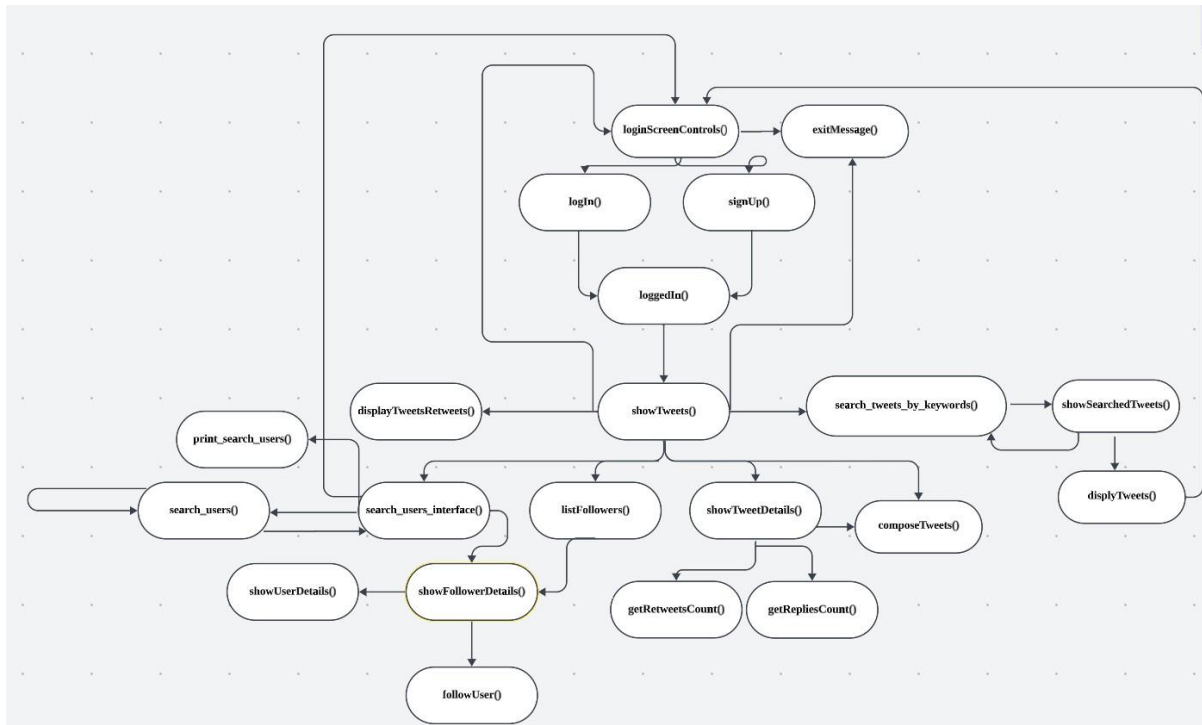 loginScreenControls()
exitMessage()
logIn()
signUp()
loggedIn()
displayTweetsRetweets()
showTweets()
search_tweets_by_keywords()
showSearchedTweets()
print_search_users()
search_users()
search_users_interface()
listFollowers()
showTweetDetails()
composeTweets()
displyTweets()
showUserDetails()
showFollowerDetails()
getRetweetsCount()
getRepliesCount()
followUser()